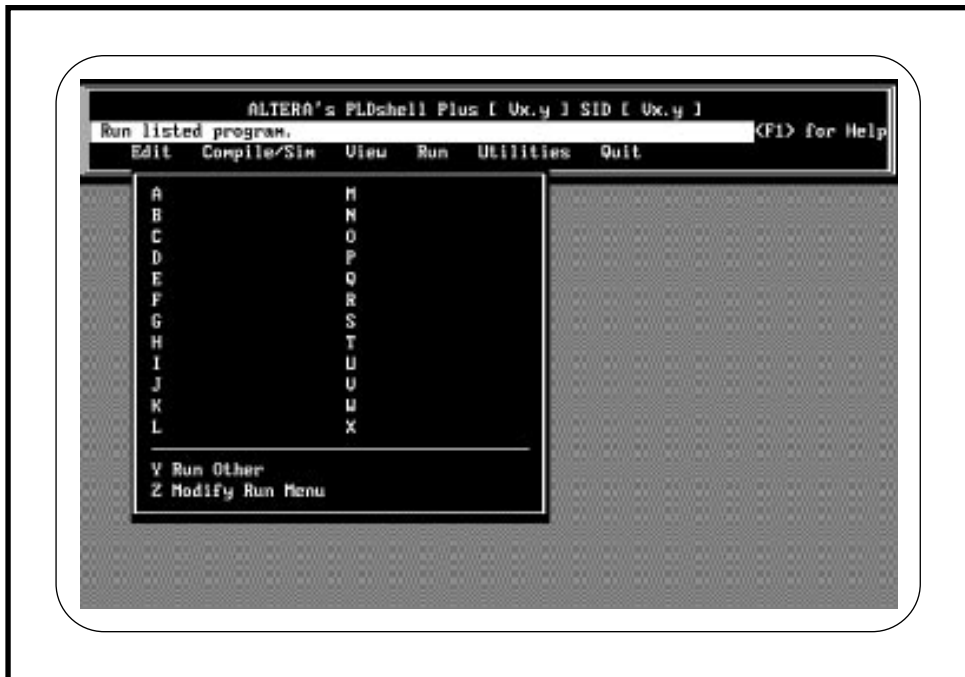 ALTERA's PLDshell Plus [ Vx.y ] SID [ Vx.y ]
Run listed program. <F1> for Help
Edit Compile/Sim View Run Utilities Quit
A M
B N
C O
D P
E Q
F R
G S
H T
I U
J V
K W
L X
Y Run Other
Z Modify Run Menu